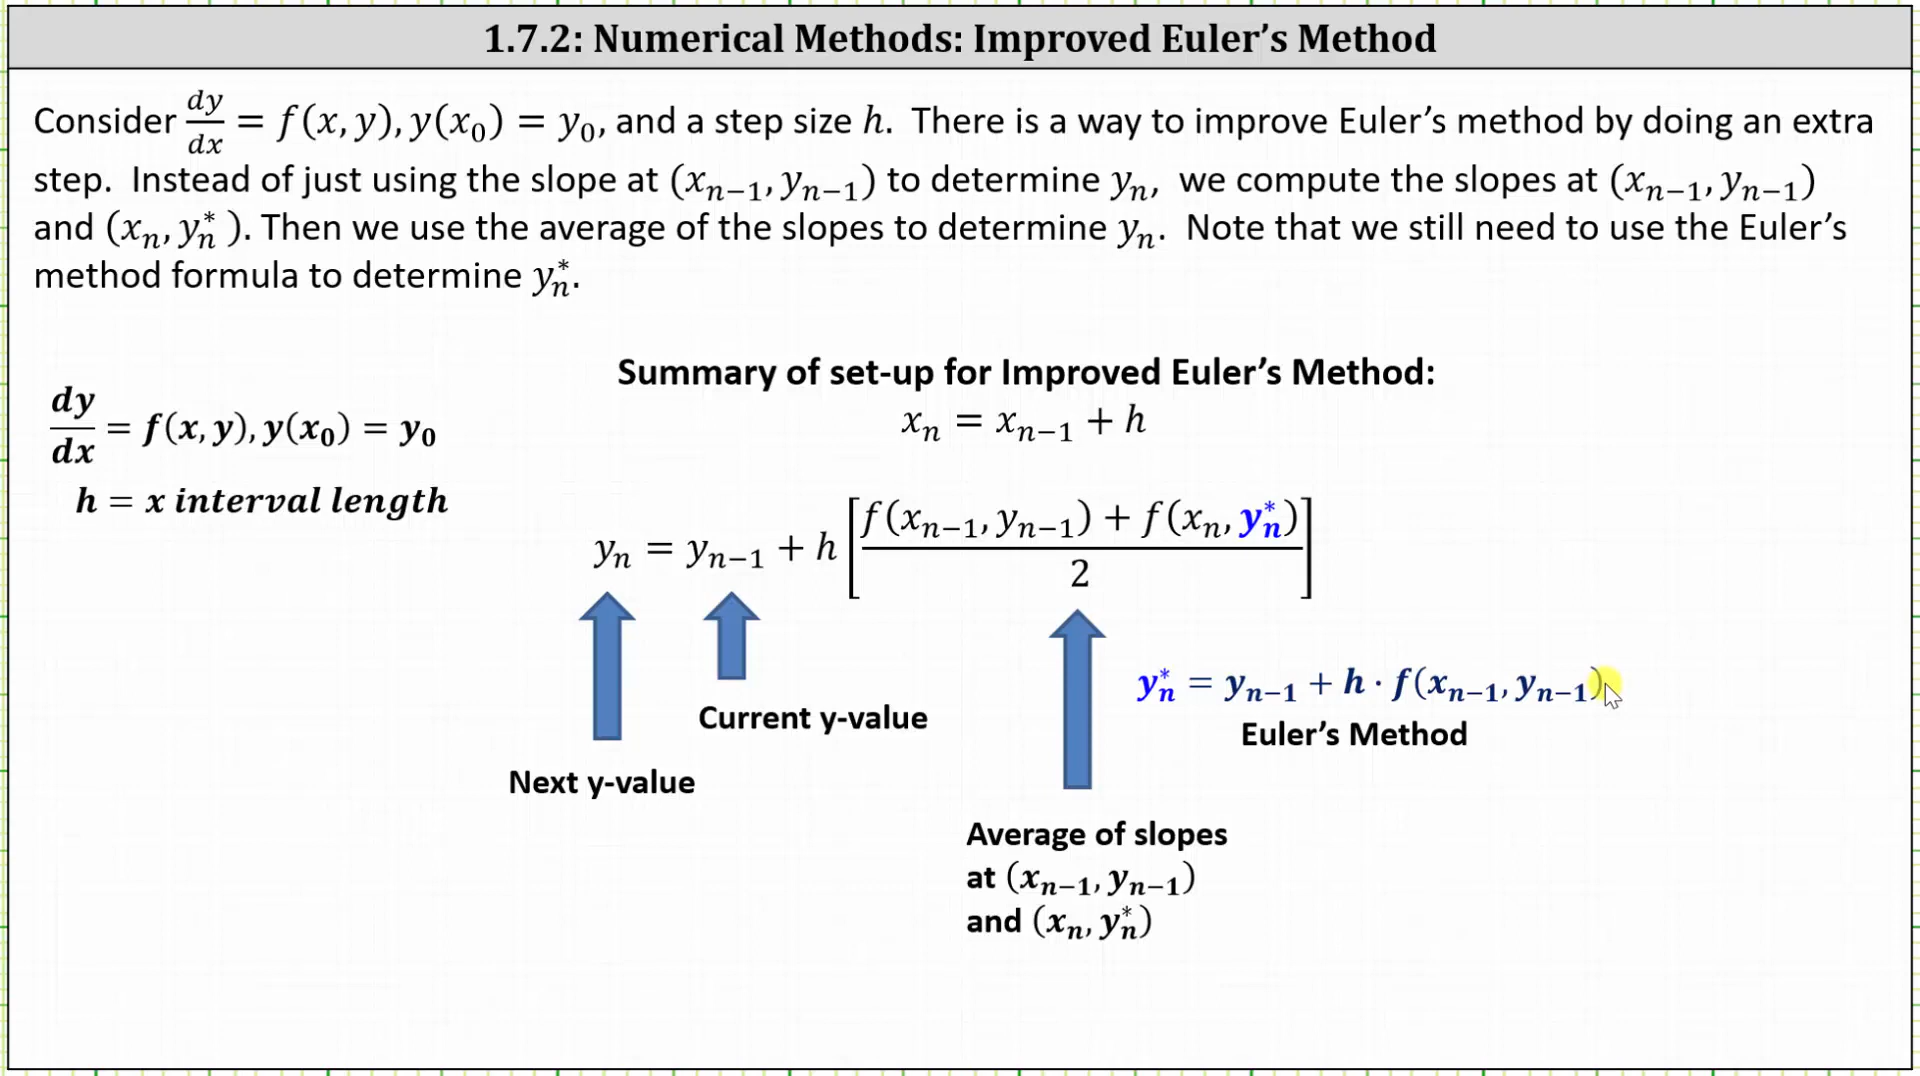 1.7.2: Numerical Methods: Improved Euler’s Method
Consider dy/dx = f(x, y), y(x₀) = y₀, and a step size h. There is a way to improve Euler’s method by doing an extra
step. Instead of just using the slope at (xₙ₋₁, yₙ₋₁) to determine yₙ, we compute the slopes at (xₙ₋₁, yₙ₋₁)
and (xₙ, yₙ* ). Then we use the average of the slopes to determine yₙ. Note that we still need to use the Euler’s
method formula to determine yₙ*.
Summary of set-up for Improved Euler’s Method:
dy/dx = f(x, y), y(x₀) = y₀
xₙ = xₙ₋₁ + h
h = x interval length
yₙ = yₙ₋₁ + h [(f(xₙ₋₁, yₙ₋₁) + f(xₙ, yₙ*))/2]
yₙ* = yₙ₋₁ + h · f(xₙ₋₁, yₙ₋₁)
Euler’s Method
Current y-value
Next y-value
Average of slopes
at (xₙ₋₁, yₙ₋₁)
and (xₙ, yₙ*)